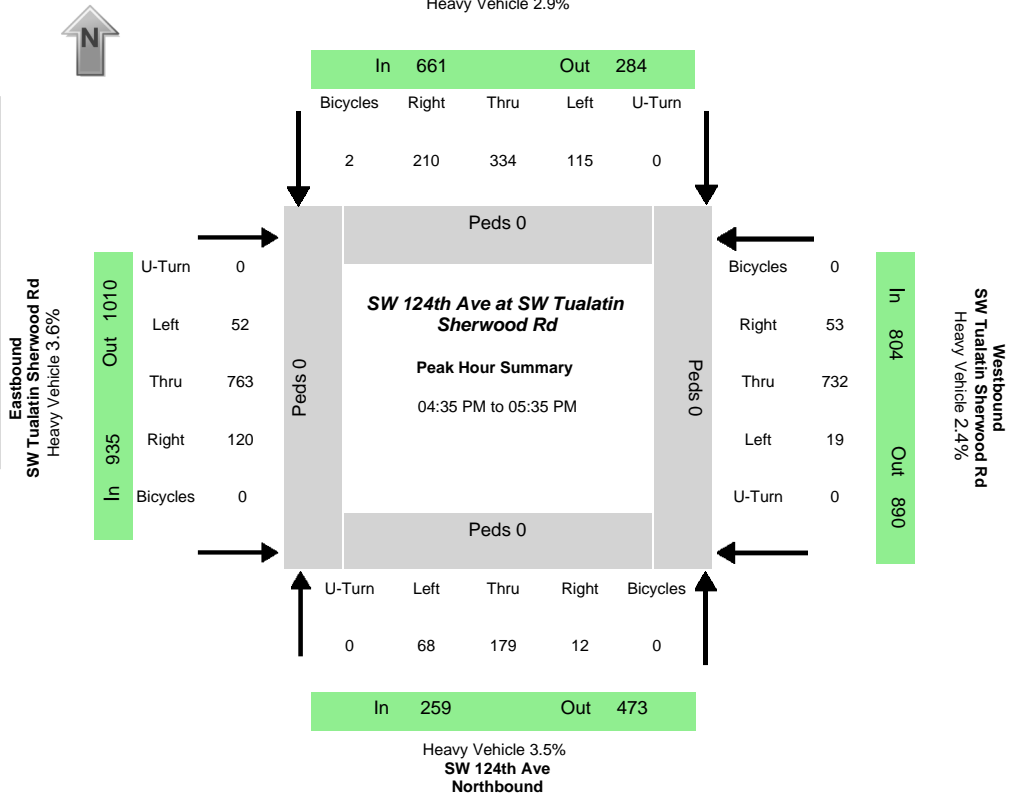 Heavy Vehicle 2.9%
N
In 661 Out 284
Bicycles Right Thru Left U-Turn
2 210 334 115 0
Peds 0
Eastbound
SW Tualatin Sherwood Rd
Heavy Vehicle 3.6%
In 935 Out 1010
U-Turn 0
Left 52
Thru 763
Right 120
Bicycles 0
Peds 0
SW 124th Ave at SW Tualatin
Sherwood Rd
Peak Hour Summary
04:35 PM to 05:35 PM
Peds 0
Bicycles 0
Right 53
Thru 732
Left 19
U-Turn 0
In 804 Out 890
Westbound
SW Tualatin Sherwood Rd
Heavy Vehicle 2.4%
Peds 0
U-Turn Left Thru Right Bicycles
0 68 179 12 0
In 259 Out 473
Heavy Vehicle 3.5%
SW 124th Ave
Northbound